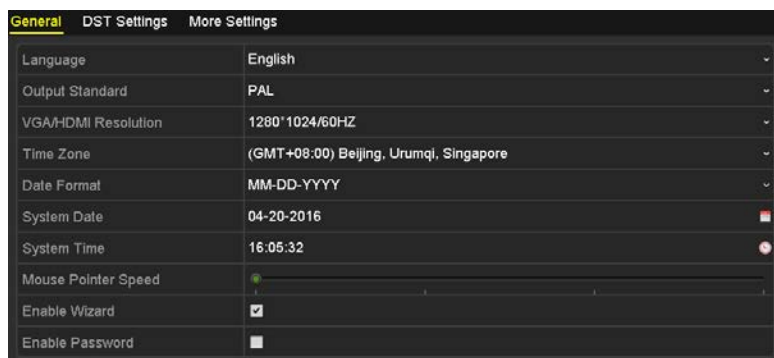 General DST Settings More Settings
Language English
Output Standard PAL
VGA/HDMI Resolution 1280*1024/60HZ
Time Zone (GMT+08:00) Beijing, Urumqi, Singapore
Date Format MM-DD-YYYY
System Date 04-20-2016
System Time 16:05:32
Mouse Pointer Speed
Enable Wizard
Enable Password